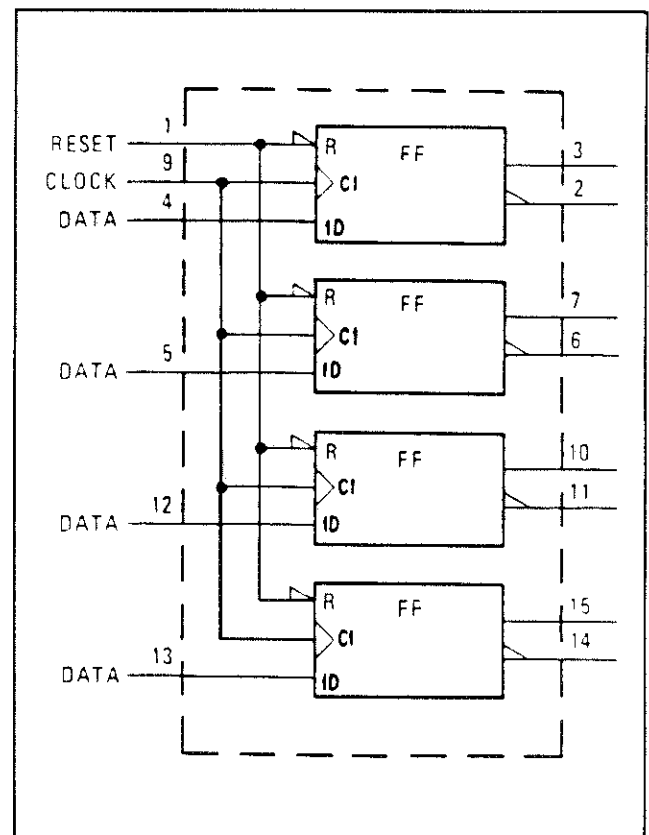 1
RESET
9
CLOCK
4
DATA
R
FF
C1
1D
3
2
R
FF
C1
1D
7
6
5
DATA
R
FF
C1
1D
10
11
12
DATA
R
FF
C1
1D
15
14
13
DATA